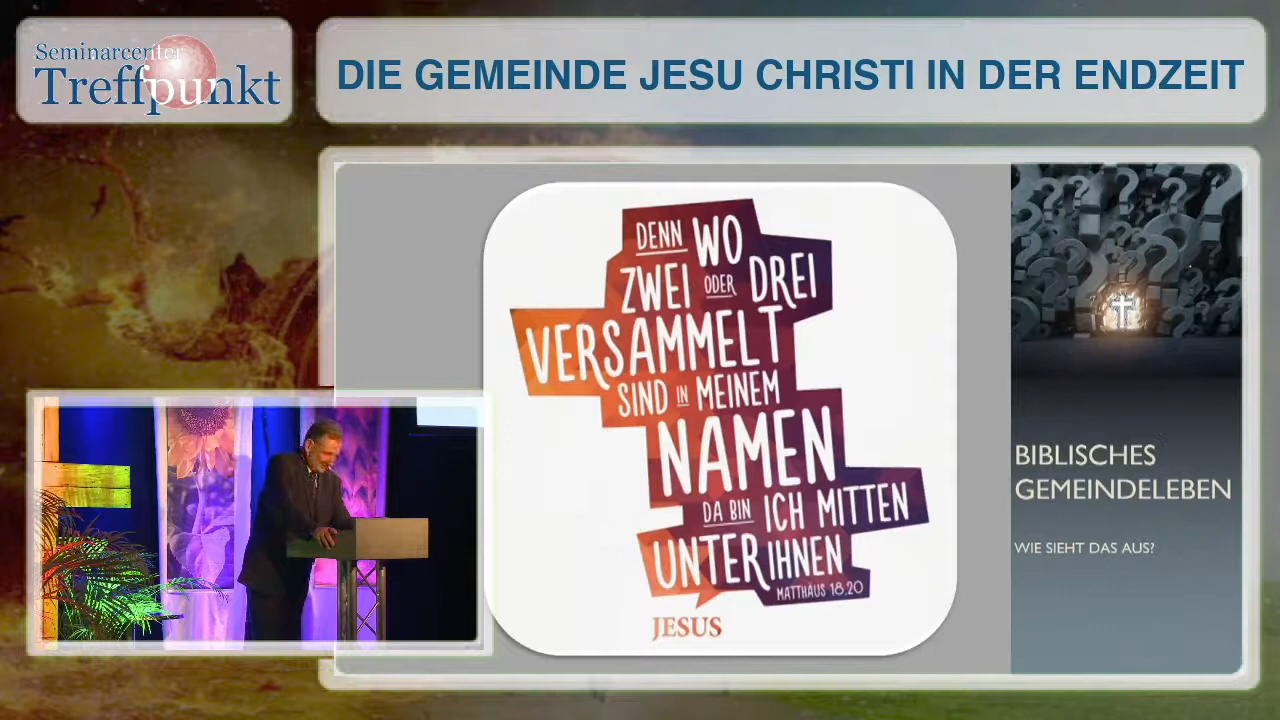 Seminarcenter
Treffpunkt
DIE GEMEINDE JESU CHRISTI IN DER ENDZEIT
DENN WO
ZWEI ODER DREI
VERSAMMELT
SIND IN MEINEM
NAMEN
DA BIN ICH MITTEN
UNTER IHNEN
MATTHÄUS 18,20
JESUS
BIBLISCHES
GEMEINDELEBEN
WIE SIEHT DAS AUS?